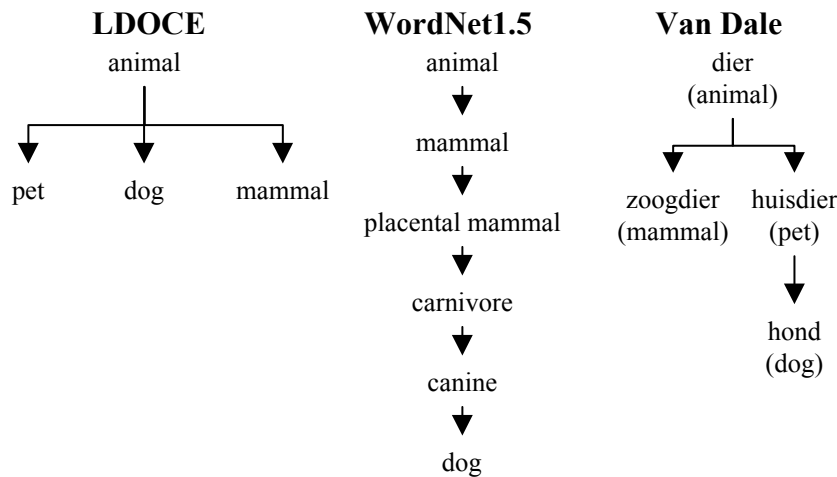 LDOCE
animal
pet dog mammal
WordNet1.5
animal
mammal
placental mammal
carnivore
canine
dog
Van Dale
dier
(animal)
zoogdier huisdier
(mammal) (pet)
hond
(dog)